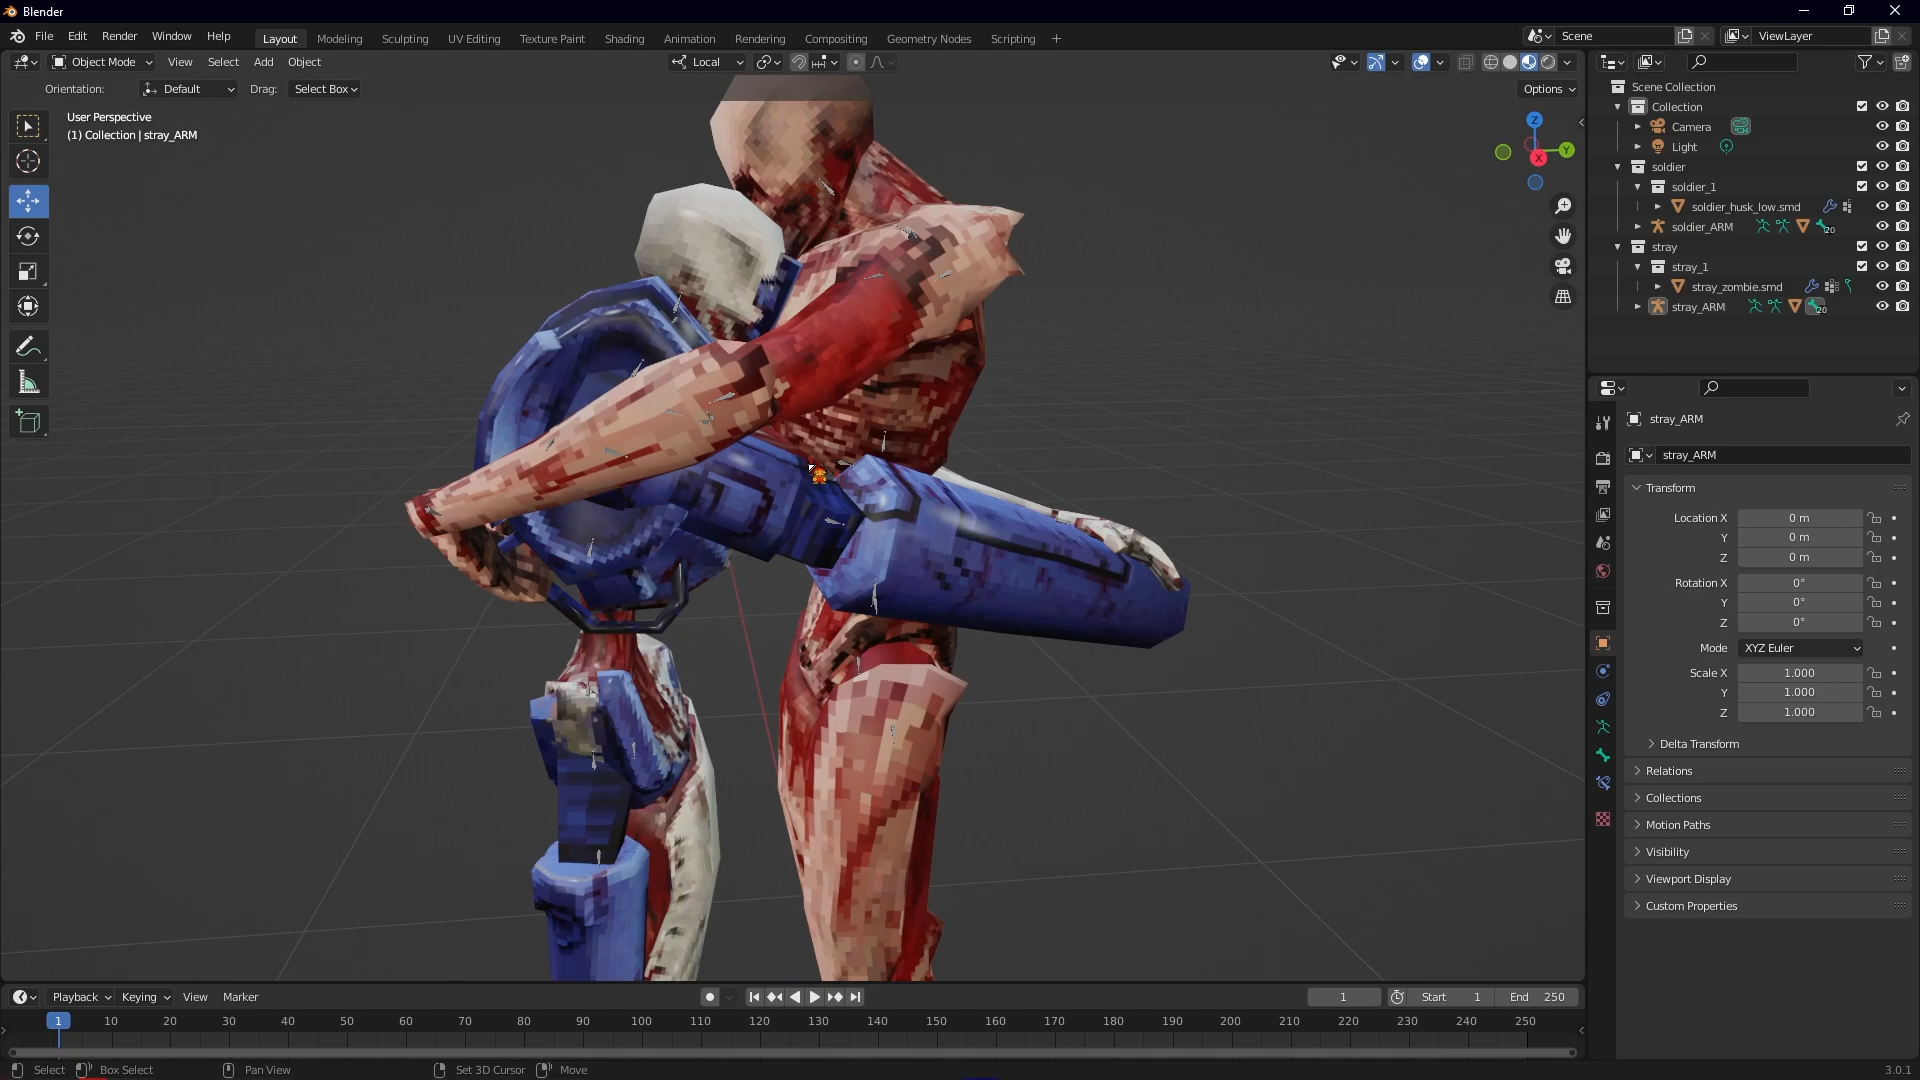 Blender
File Edit Render Window Help
Layout Modeling Sculpting UV Editing Texture Paint Shading Animation Rendering Compositing Geometry Nodes Scripting +
Scene
ViewLayer
Object Mode View Select Add Object
Local
Orientation: Default Drag: Select Box
Options
User Perspective
(1) Collection | stray_ARM
Z
Y
X
Scene Collection
Collection
Camera
Light
soldier
soldier_1
soldier_husk_low.smd
soldier_ARM 20
stray
stray_1
stray_zombie.smd
stray_ARM 20
stray_ARM
stray_ARM
Transform
Location X 0 m
Y 0 m
Z 0 m
Rotation X 0°
Y 0°
Z 0°
Mode XYZ Euler
Scale X 1.000
Y 1.000
Z 1.000
Delta Transform
Relations
Collections
Motion Paths
Visibility
Viewport Display
Custom Properties
Playback Keying View Marker
1 Start 1 End 250
1 10 20 30 40 50 60 70 80 90 100 110 120 130 140 150 160 170 180 190 200 210 220 230 240 250
Select Box Select Pan View Set 3D Cursor Move
3.0.1